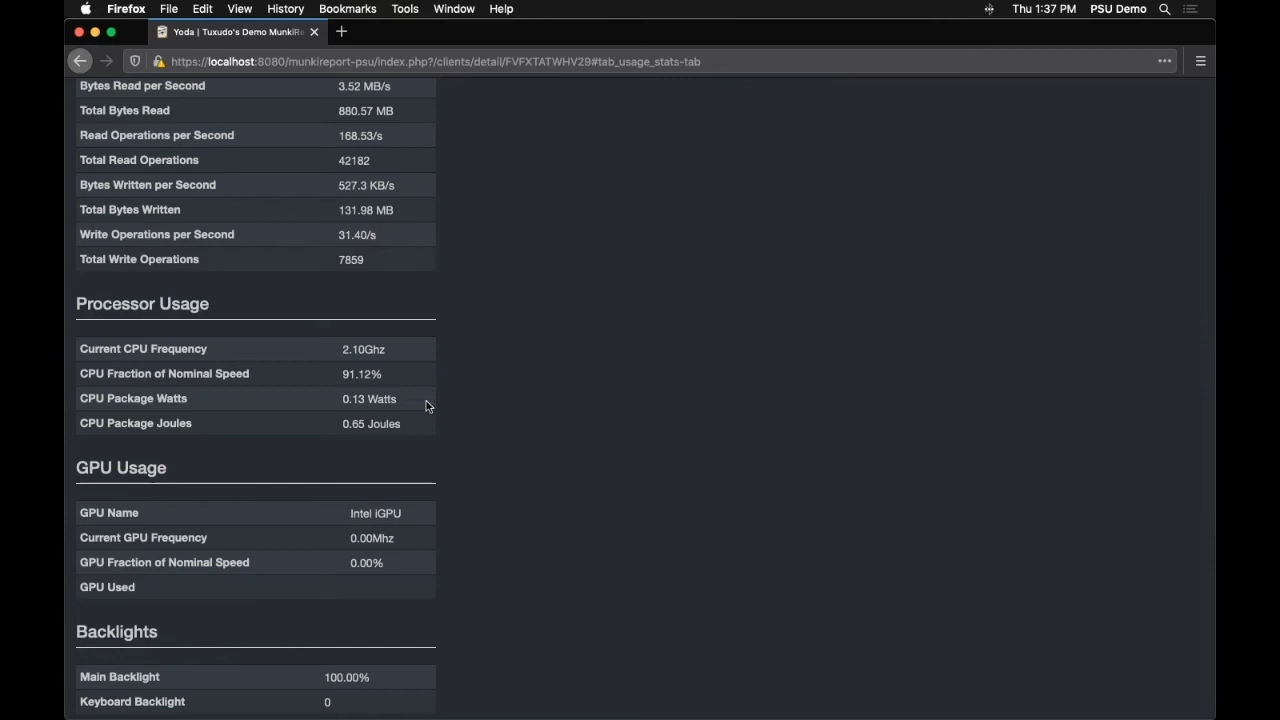 Firefox File Edit View History Bookmarks Tools Window Help Thu 1:37 PM PSU Demo
Yoda | Tuxudo's Demo MunkiRe
https://localhost:8080/munkireport-psu/index.php?/clients/detail/FVFXTATWHV29#tab_usage_stats-tab
Bytes Read per Second 3.52 MB/s
Total Bytes Read 880.57 MB
Read Operations per Second 168.53/s
Total Read Operations 42182
Bytes Written per Second 527.3 KB/s
Total Bytes Written 131.98 MB
Write Operations per Second 31.40/s
Total Write Operations 7859
Processor Usage
Current CPU Frequency 2.10Ghz
CPU Fraction of Nominal Speed 91.12%
CPU Package Watts 0.13 Watts
CPU Package Joules 0.65 Joules
GPU Usage
GPU Name Intel iGPU
Current GPU Frequency 0.00Mhz
GPU Fraction of Nominal Speed 0.00%
GPU Used
Backlights
Main Backlight 100.00%
Keyboard Backlight 0